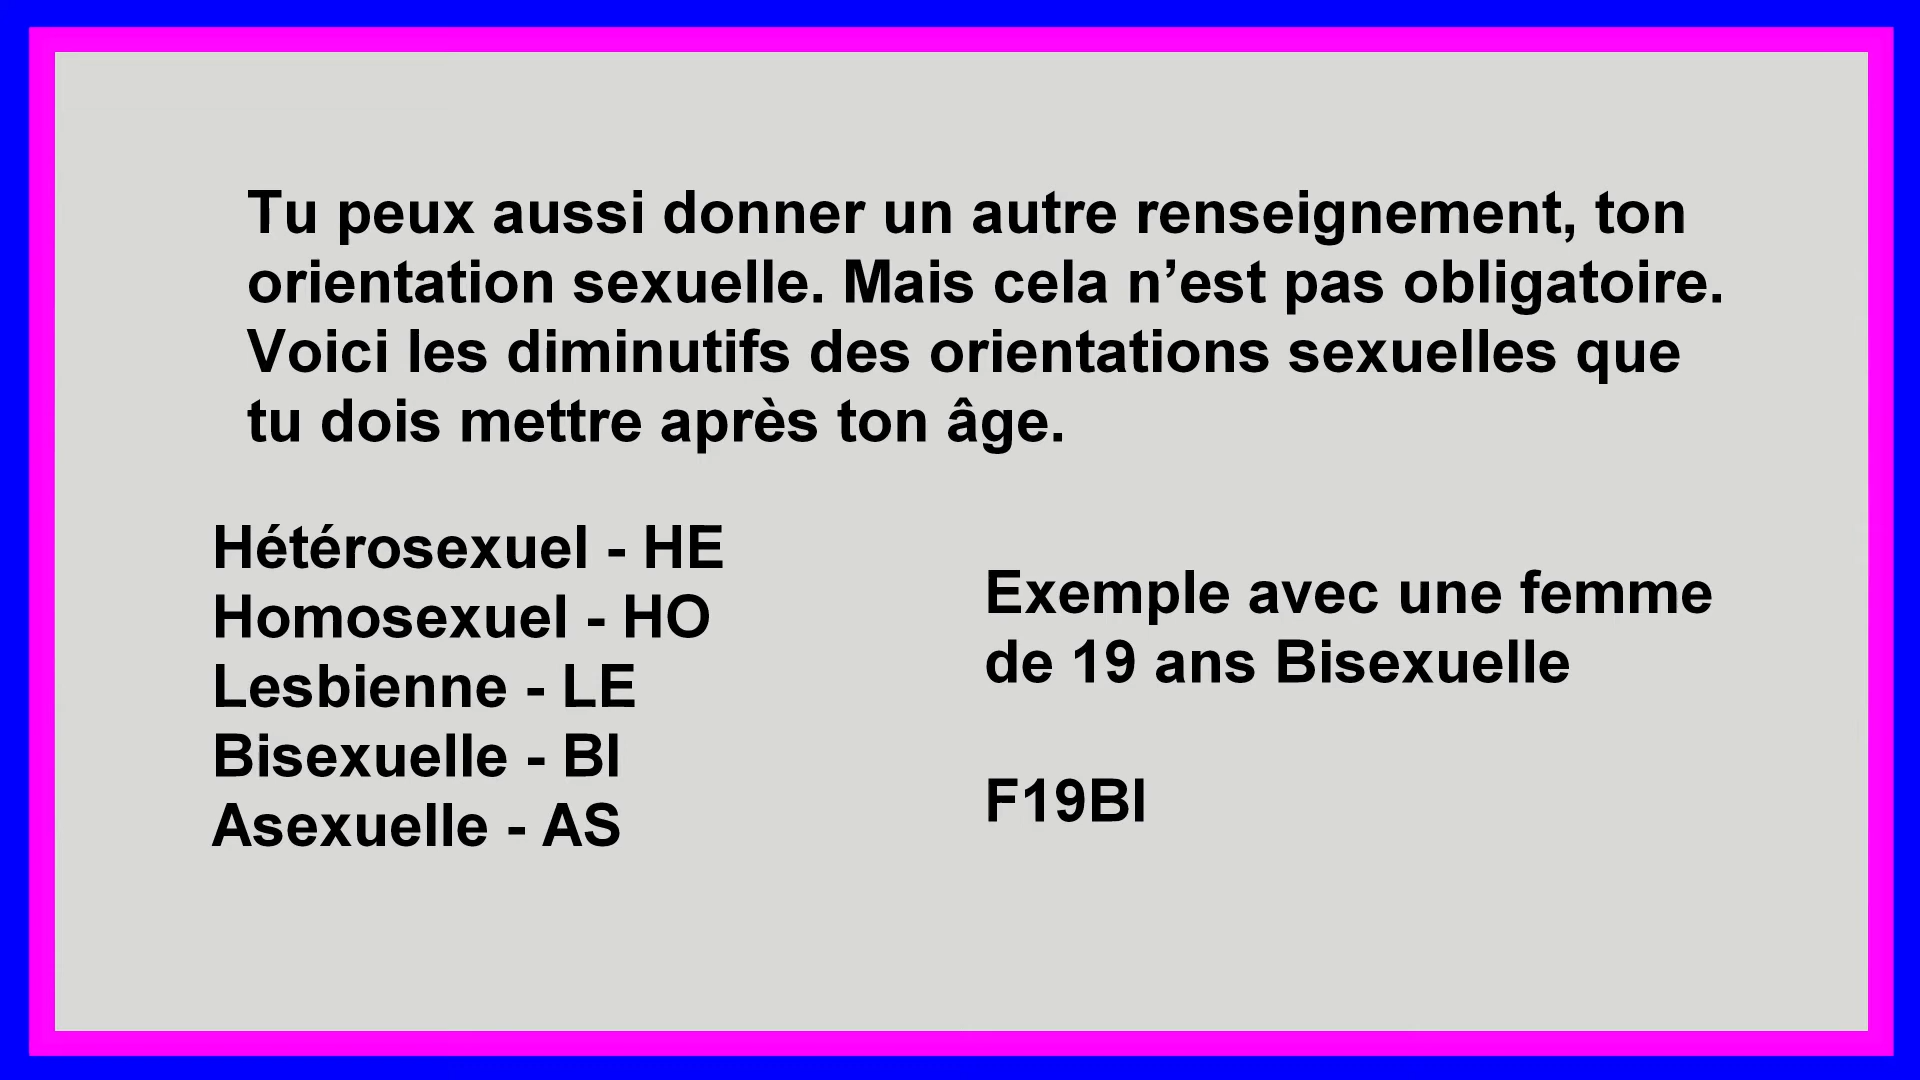 Tu peux aussi donner un autre renseignement, ton
orientation sexuelle. Mais cela n’est pas obligatoire.
Voici les diminutifs des orientations sexuelles que
tu dois mettre après ton âge.
Hétérosexuel - HE
Homosexuel - HO
Lesbienne - LE
Bisexuelle - BI
Asexuelle - AS
Exemple avec une femme
de 19 ans Bisexuelle
F19BI